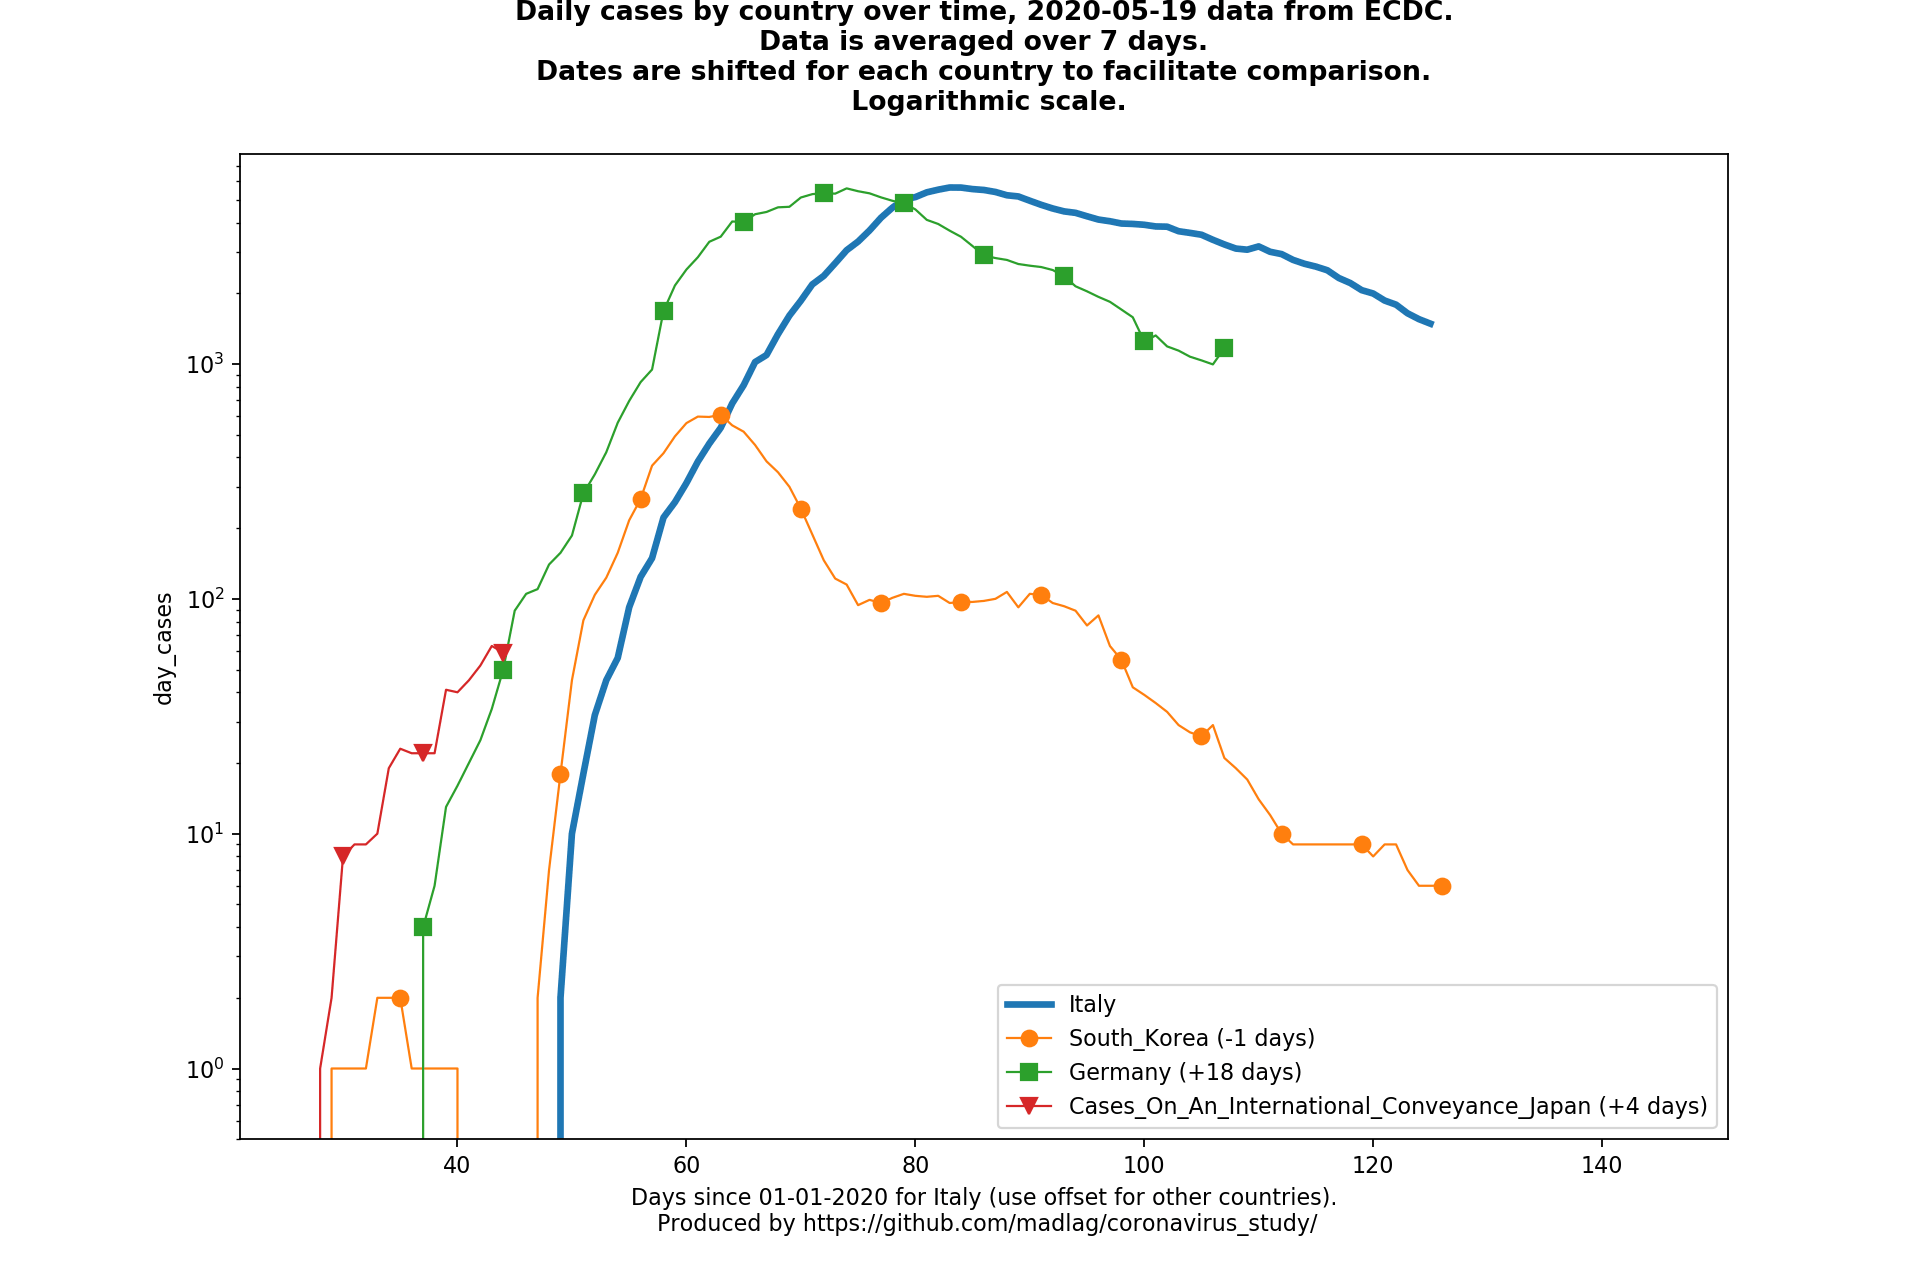 Daily cases by country over time, 2020-05-19 data from ECDC.
Data is averaged over 7 days.
Dates are shifted for each country to facilitate comparison.
Logarithmic scale.
day_cases
10³
10²
10¹
10⁰
Italy
South_Korea (-1 days)
Germany (+18 days)
Cases_On_An_International_Conveyance_Japan (+4 days)
40 60 80 100 120 140
Days since 01-01-2020 for Italy (use offset for other countries).
Produced by https://github.com/madlag/coronavirus_study/